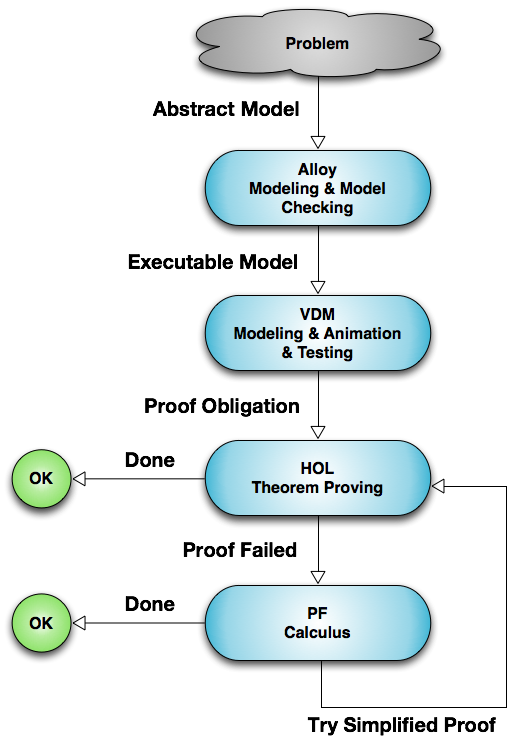 Problem
Abstract Model
Alloy
Modeling & Model
Checking
Executable Model
VDM
Modeling & Animation
& Testing
Proof Obligation
Done
OK
HOL
Theorem Proving
Proof Failed
Done
OK
PF
Calculus
Try Simplified Proof